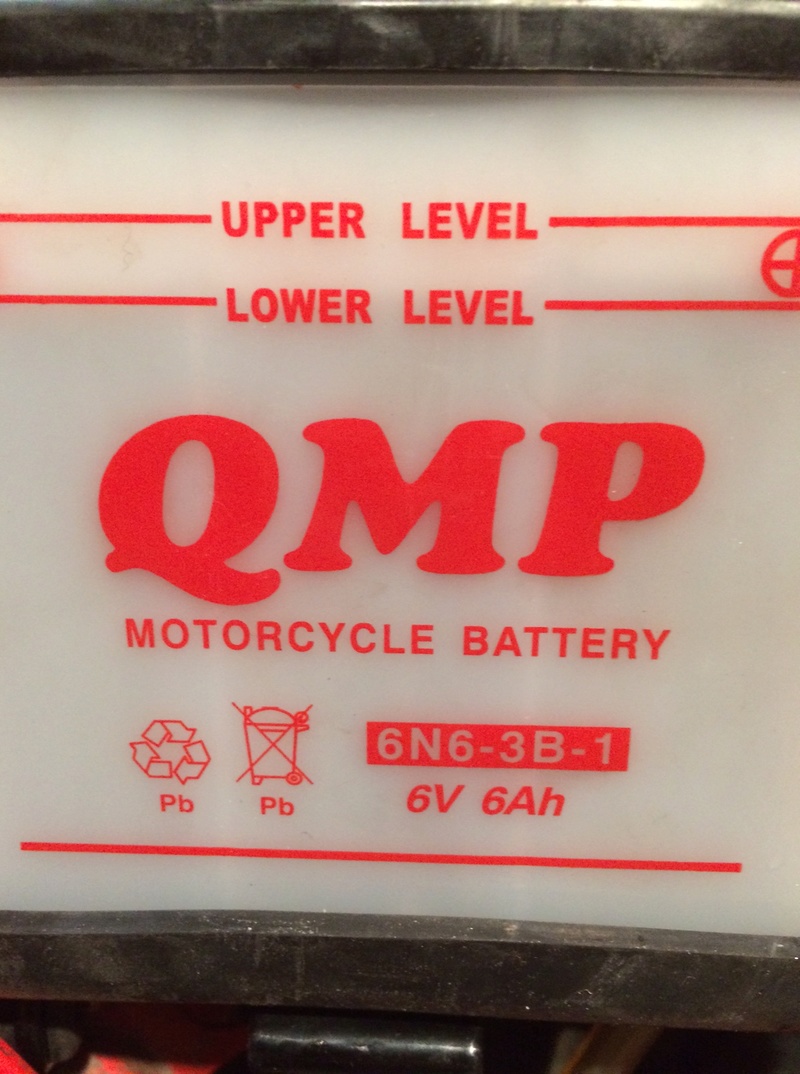 UPPER LEVEL
LOWER LEVEL
QMP
MOTORCYCLE BATTERY
Pb Pb
6N6-3B-1
6V 6Ah